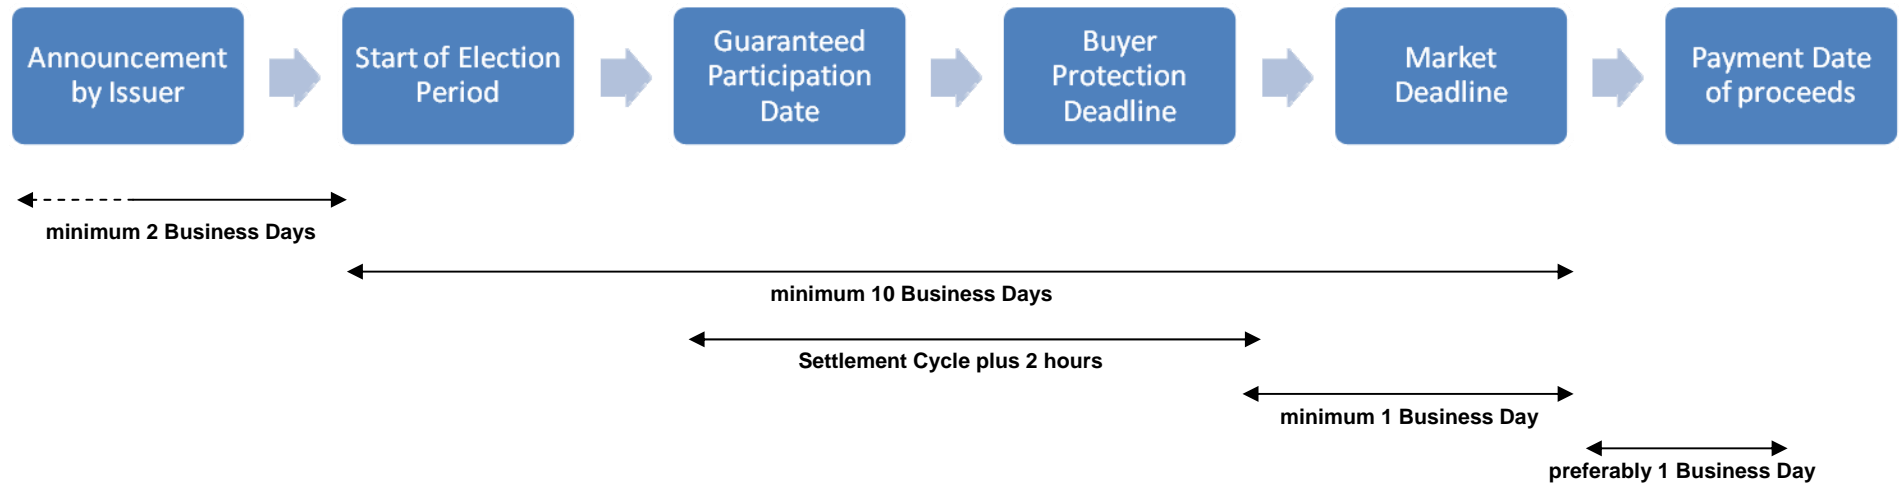 Announcement
by Issuer
Start of Election
Period
Guaranteed
Participation
Date
Buyer
Protection
Deadline
Market
Deadline
Payment Date
of proceeds
minimum 2 Business Days
minimum 10 Business Days
Settlement Cycle plus 2 hours
minimum 1 Business Day
preferably 1 Business Day